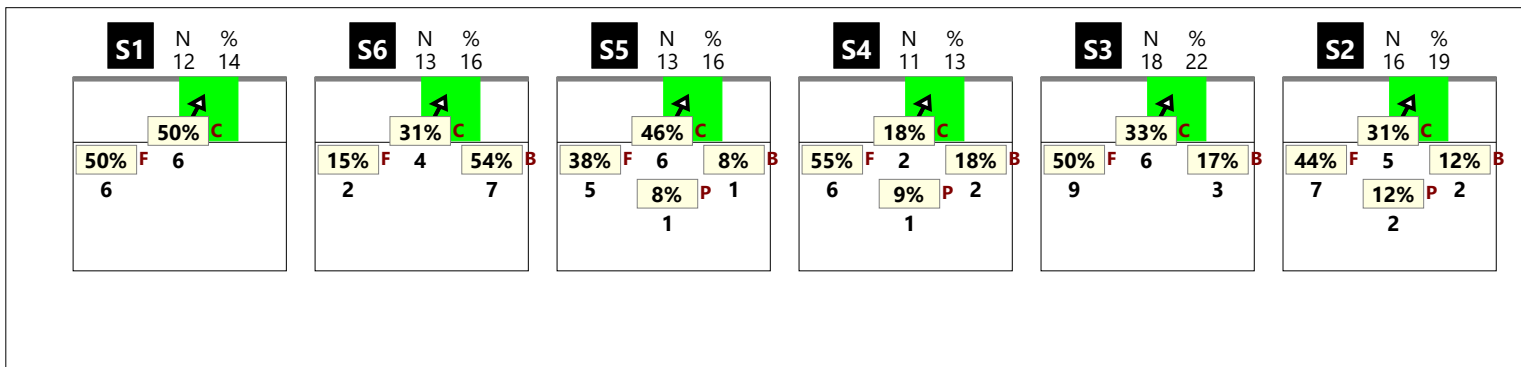 S1 N % 12 14
50% C
50% F 6
6
S6 N % 13 16
31% C
15% F 4 54% B
2 7
S5 N % 13 16
46% C
38% F 6 8% B
5 8% P 1
1
S4 N % 11 13
18% C
55% F 2 18% B
6 9% P 2
1
S3 N % 18 22
33% C
50% F 6 17% B
9 3
S2 N % 16 19
31% C
44% F 5 12% B
7 12% P 2
2